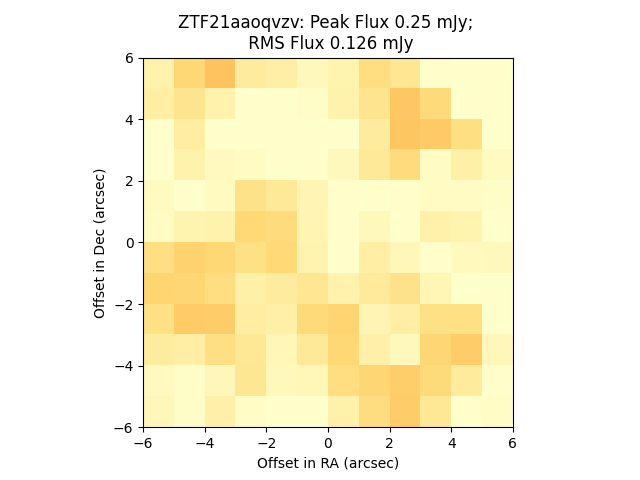 ZTF21aaoqvzv: Peak Flux 0.25 mJy;
RMS Flux 0.126 mJy
6
4
2
0
−2
−4
−6
Offset in Dec (arcsec)
−6 −4 −2 0 2 4 6
Offset in RA (arcsec)